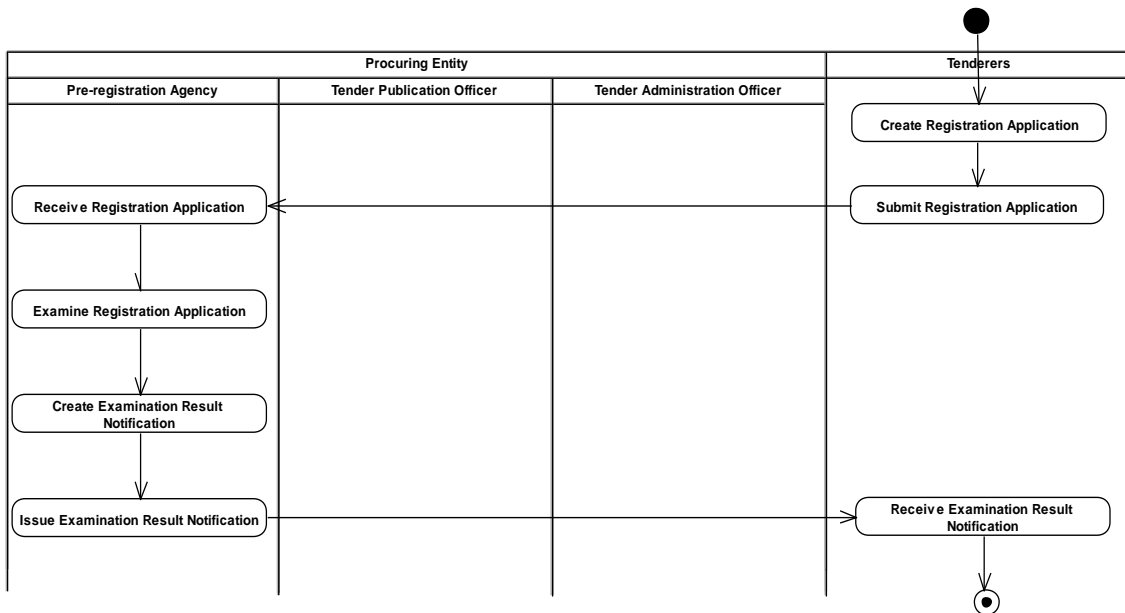 Procuring Entity
Tenderers
Pre-registration Agency
Tender Publication Officer
Tender Administration Officer
Create Registration Application
Receive Registration Application
Submit Registration Application
Examine Registration Application
Create Examination Result
Notification
Issue Examination Result Notification
Receive Examination Result
Notification